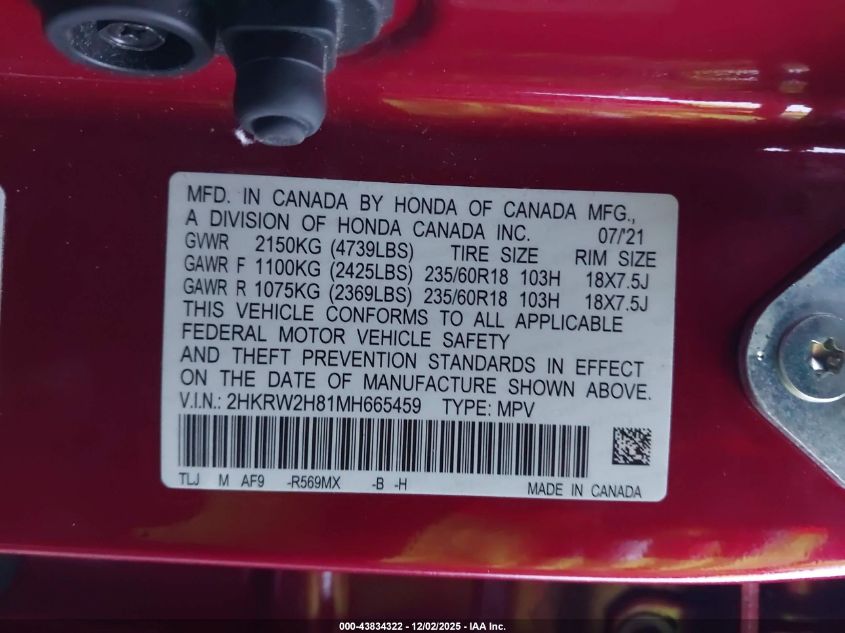 MFD. IN CANADA BY HONDA OF CANADA MFG.,
A DIVISION OF HONDA CANADA INC. 07/'21
GVWR 2150KG (4739LBS) TIRE SIZE RIM SIZE
GAWR F 1100KG (2425LBS) 235/60R18 103H 18X7.5J
GAWR R 1075KG (2369LBS) 235/60R18 103H 18X7.5J
THIS VEHICLE CONFORMS TO ALL APPLICABLE
FEDERAL MOTOR VEHICLE SAFETY
AND THEFT PREVENTION STANDARDS IN EFFECT
ON THE DATE OF MANUFACTURE SHOWN ABOVE.
V.I.N.: 2HKRW2H81MH665459 TYPE: MPV
TLJ M AF9 -R569MX -B -H MADE IN CANADA
000-43834322 - 12/02/2025 - IAA Inc.